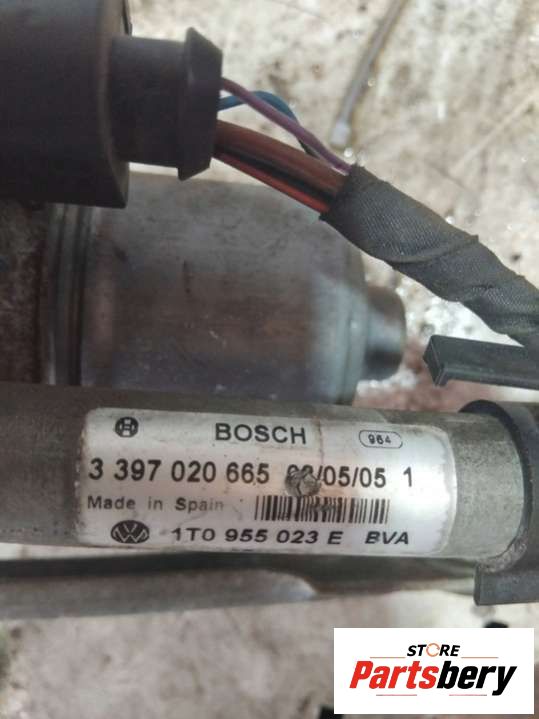 BOSCH
964
3 397 020 665 /05/05 1
Made in Spain
1T0 955 023 E BVA
STORE
Partsbery